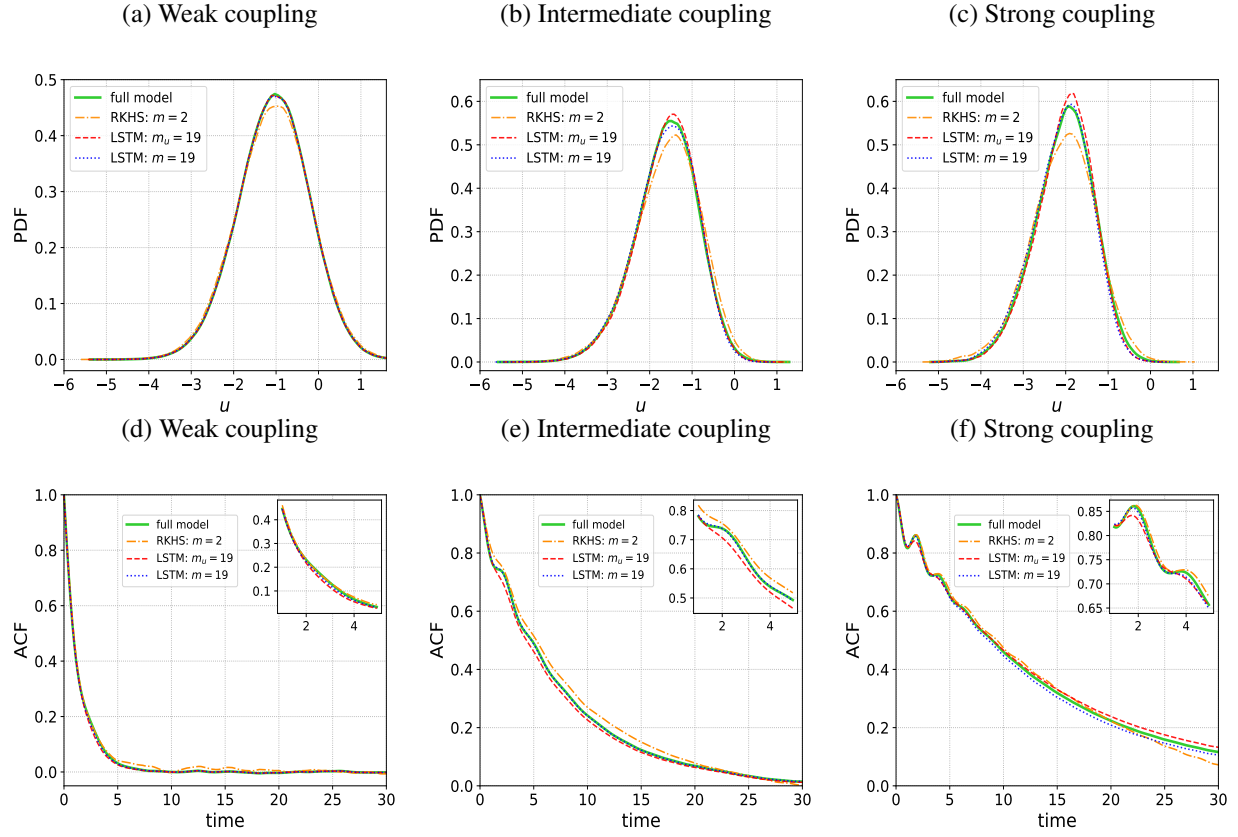 (a) Weak coupling
(b) Intermediate coupling
(c) Strong coupling
0.5
0.4
0.3
0.2
0.1
0.0
PDF
full model
RKHS: m = 2
LSTM: m_u = 19
LSTM: m = 19
−6 −5 −4 −3 −2 −1 0 1
u
0.6
0.5
0.4
0.3
0.2
0.1
0.0
PDF
full model
RKHS: m = 2
LSTM: m_u = 19
LSTM: m = 19
−6 −5 −4 −3 −2 −1 0 1
u
0.6
0.5
0.4
0.3
0.2
0.1
0.0
PDF
full model
RKHS: m = 2
LSTM: m_u = 19
LSTM: m = 19
−6 −5 −4 −3 −2 −1 0 1
u
(d) Weak coupling
(e) Intermediate coupling
(f) Strong coupling
1.0
0.8
0.6
0.4
0.2
0.0
ACF
full model
RKHS: m = 2
LSTM: m_u = 19
LSTM: m = 19
0.4
0.3
0.2
0.1
2 4
0 5 10 15 20 25 30
time
1.0
0.8
0.6
0.4
0.2
0.0
ACF
full model
RKHS: m = 2
LSTM: m_u = 19
LSTM: m = 19
0.8
0.7
0.6
0.5
2 4
0 5 10 15 20 25 30
time
1.0
0.8
0.6
0.4
0.2
0.0
ACF
full model
RKHS: m = 2
LSTM: m_u = 19
LSTM: m = 19
0.85
0.80
0.75
0.70
0.65
2 4
0 5 10 15 20 25 30
time